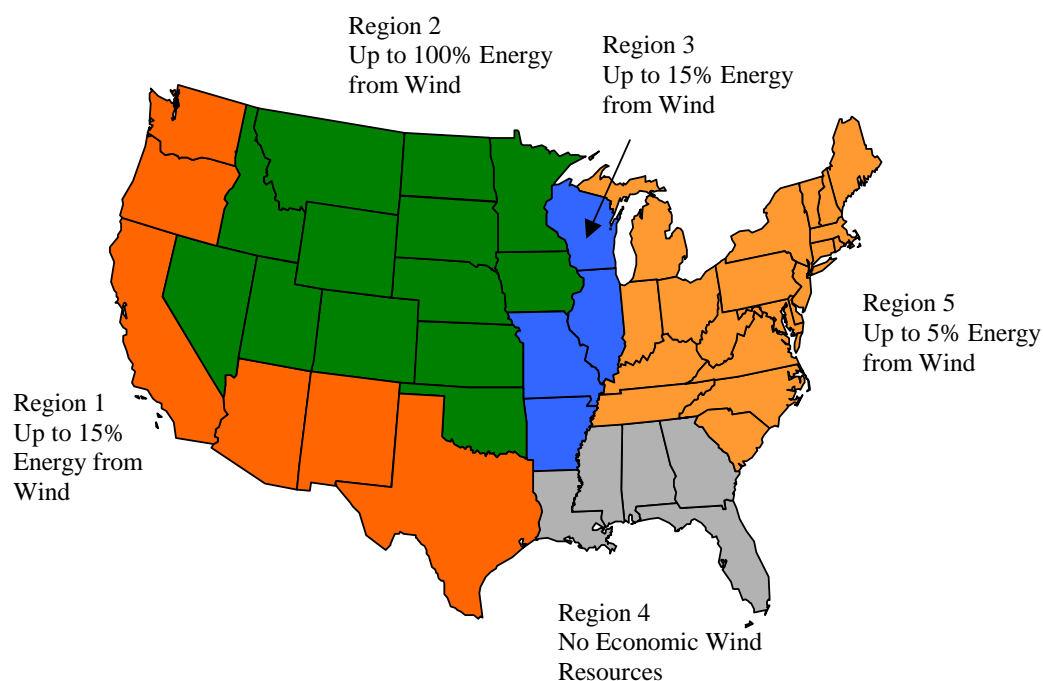 Region 2
Up to 100% Energy
from Wind
Region 3
Up to 15% Energy
from Wind
Region 5
Up to 5% Energy
from Wind
Region 1
Up to 15%
Energy from
Wind
Region 4
No Economic Wind
Resources